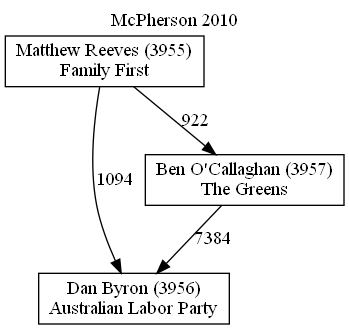 McPherson 2010
Matthew Reeves (3955)
Family First
922
Ben O'Callaghan (3957)
The Greens
1094
7384
Dan Byron (3956)
Australian Labor Party